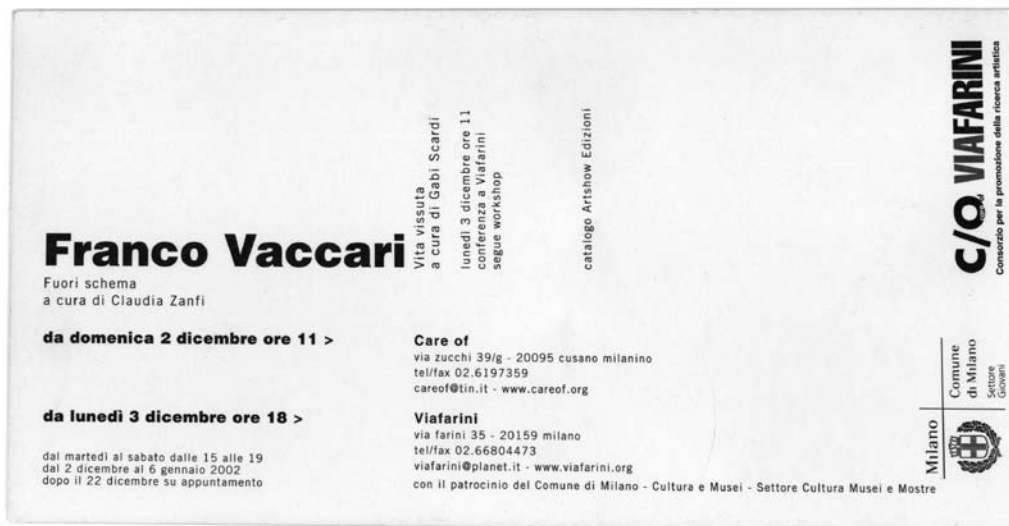 Franco Vaccari
Fuori schema
a cura di Claudia Zanfi
Vita vissuta
a cura di Gabi Scardi
lunedì 3 dicembre ore 11
conferenza a Viafarini
segue workshop
catalogo Artshow Edizioni
da domenica 2 dicembre ore 11 >
Care of
via zucchi 39/g - 20095 cusano milanino
tel/fax 02.6197359
careof@tin.it - www.careof.org
da lunedì 3 dicembre ore 18 >
Viafarini
via farini 35 - 20159 milano
tel/fax 02.66804473
viafarini@planet.it - www.viafarini.org
con il patrocinio del Comune di Milano - Cultura e Musei - Settore Cultura Musei e Mostre
dal martedì al sabato dalle 15 alle 19
dal 2 dicembre al 6 gennaio 2002
dopo il 22 dicembre su appuntamento
C/O VIAFARINI
Consorzio per la promozione della ricerca artistica
Milano
Comune
di Milano
Settore
Giovani